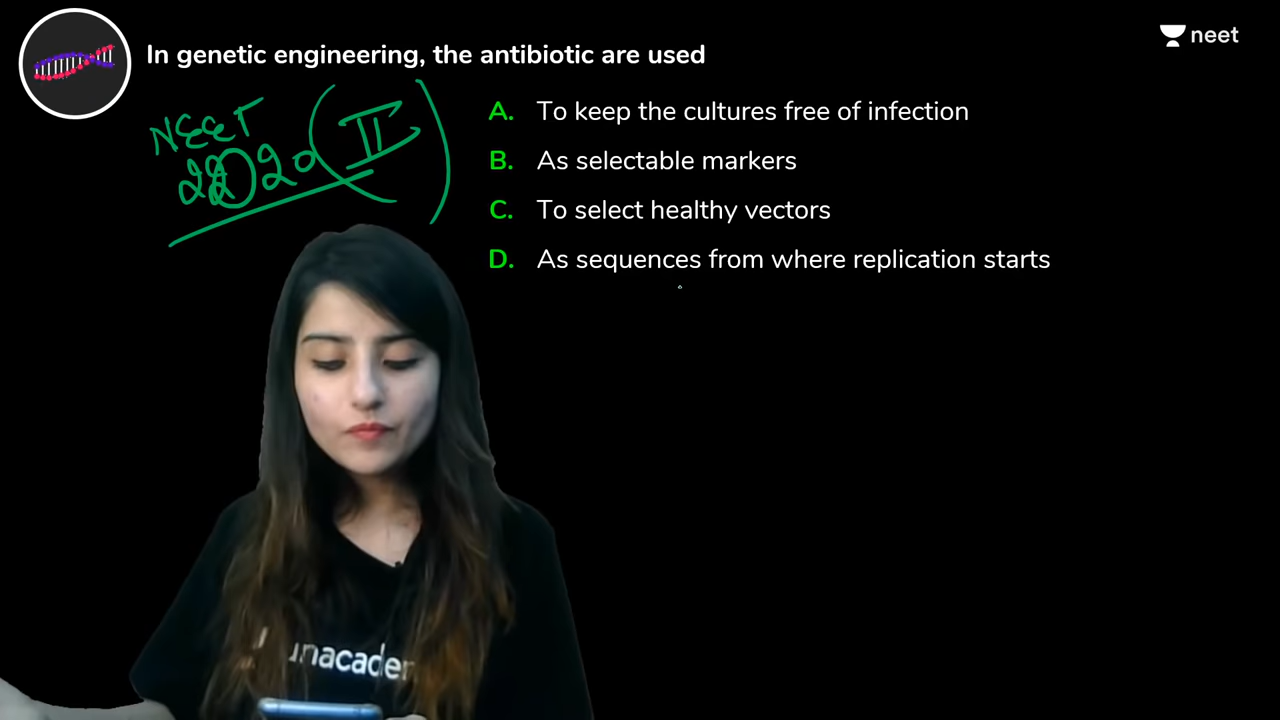 neet
In genetic engineering, the antibiotic are used
NEET
2020 (II)
A. To keep the cultures free of infection
B. As selectable markers
C. To select healthy vectors
D. As sequences from where replication starts
unacadem